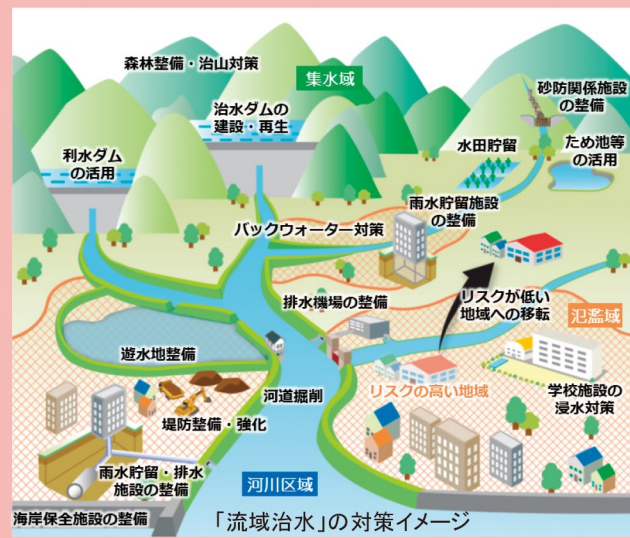 森林整備・治山対策
集水域
砂防関係施設
の整備
治水ダムの
建設・再生
水田貯留
ため池等
の活用
利水ダム
の活用
雨水貯留施設
の整備
バックウォーター対策
排水機場の整備
リスクが低い
地域への移転
氾濫域
遊水地整備
リスクの高い地域
学校施設の
浸水対策
河道掘削
堤防整備・強化
雨水貯留・排水
施設の整備
河川区域
海岸保全施設の整備
「流域治水」の対策イメージ